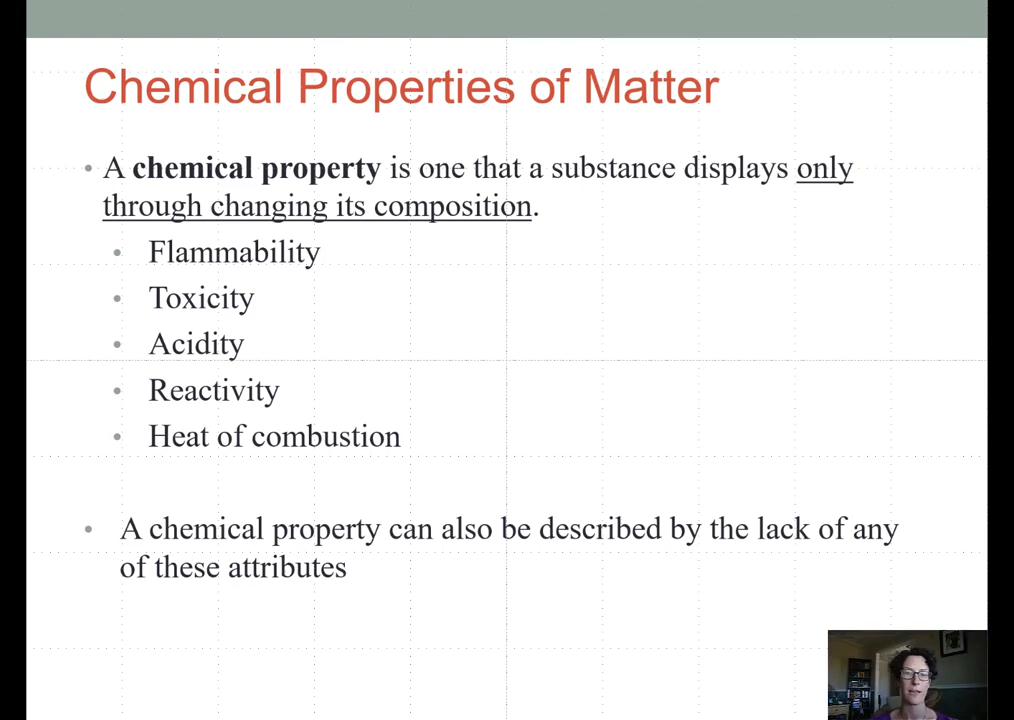 Chemical Properties of Matter
• A chemical property is one that a substance displays only
through changing its composition.
• Flammability
• Toxicity
• Acidity
• Reactivity
• Heat of combustion
• A chemical property can also be described by the lack of any
of these attributes